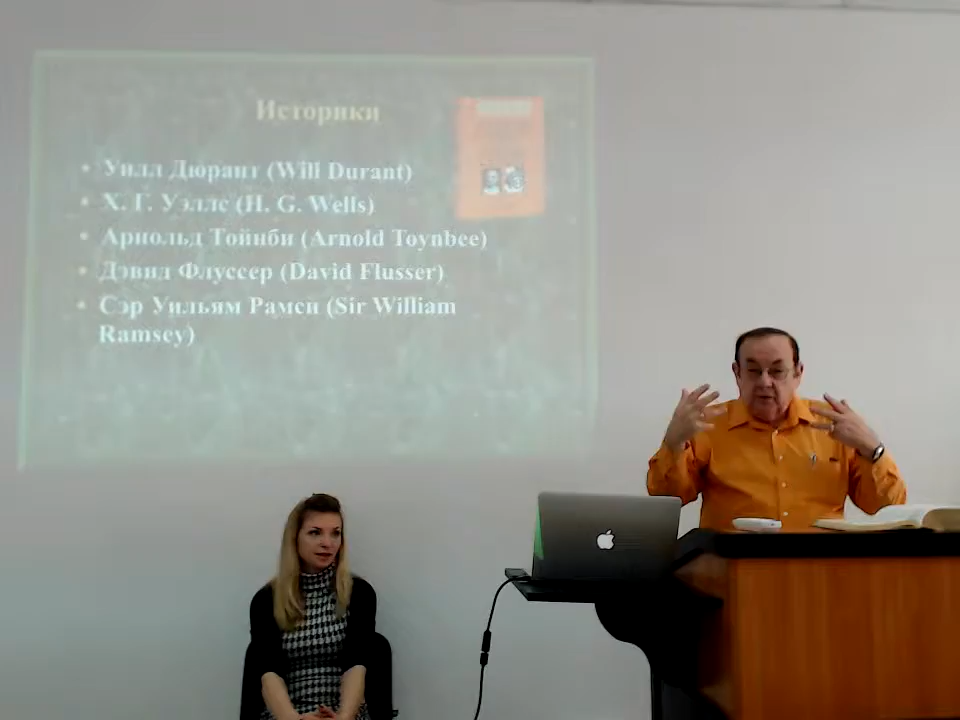 Историки
• Уилл Дюрант (Will Durant)
• Х. Г. Уэллс (H. G. Wells)
• Арнольд Тойнби (Arnold Toynbee)
• Дэвид Флуссер (David Flusser)
• Сэр Уильям Рамси (Sir William
Ramsey)